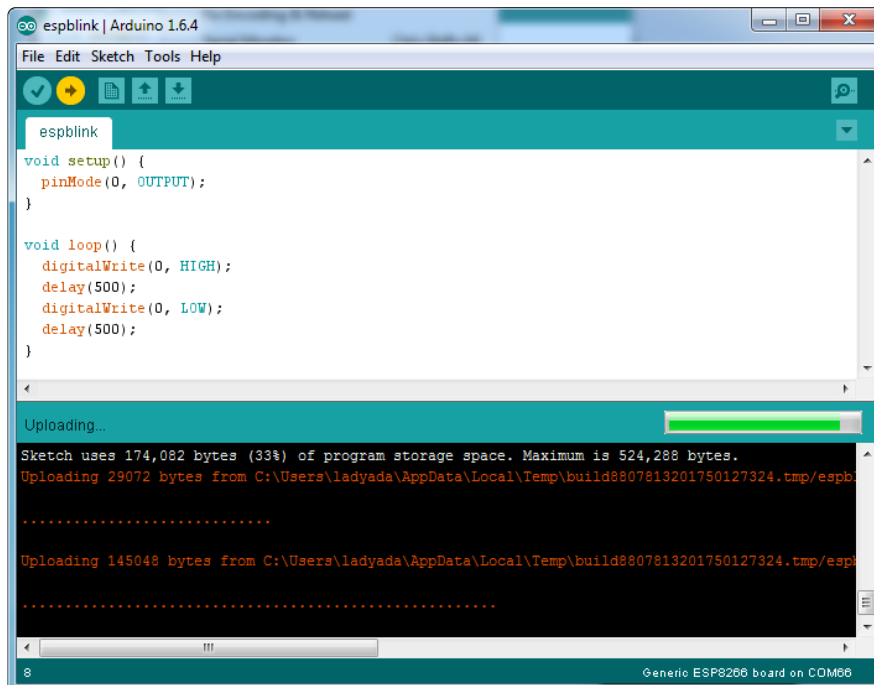 espblink | Arduino 1.6.4
File Edit Sketch Tools Help
espblink
void setup() {
  pinMode(0, OUTPUT);
}
void loop() {
  digitalWrite(0, HIGH);
  delay(500);
  digitalWrite(0, LOW);
  delay(500);
}
Uploading...
Sketch uses 174,082 bytes (33%) of program storage space. Maximum is 524,288 bytes.
Uploading 29072 bytes from C:\Users\ladyada\AppData\Local\Temp\build8807813201750127324.tmp/espbl
.............................
Uploading 145048 bytes from C:\Users\ladyada\AppData\Local\Temp\build8807813201750127324.tmp/espb
.......................................................
8
Generic ESP8266 board on COM66